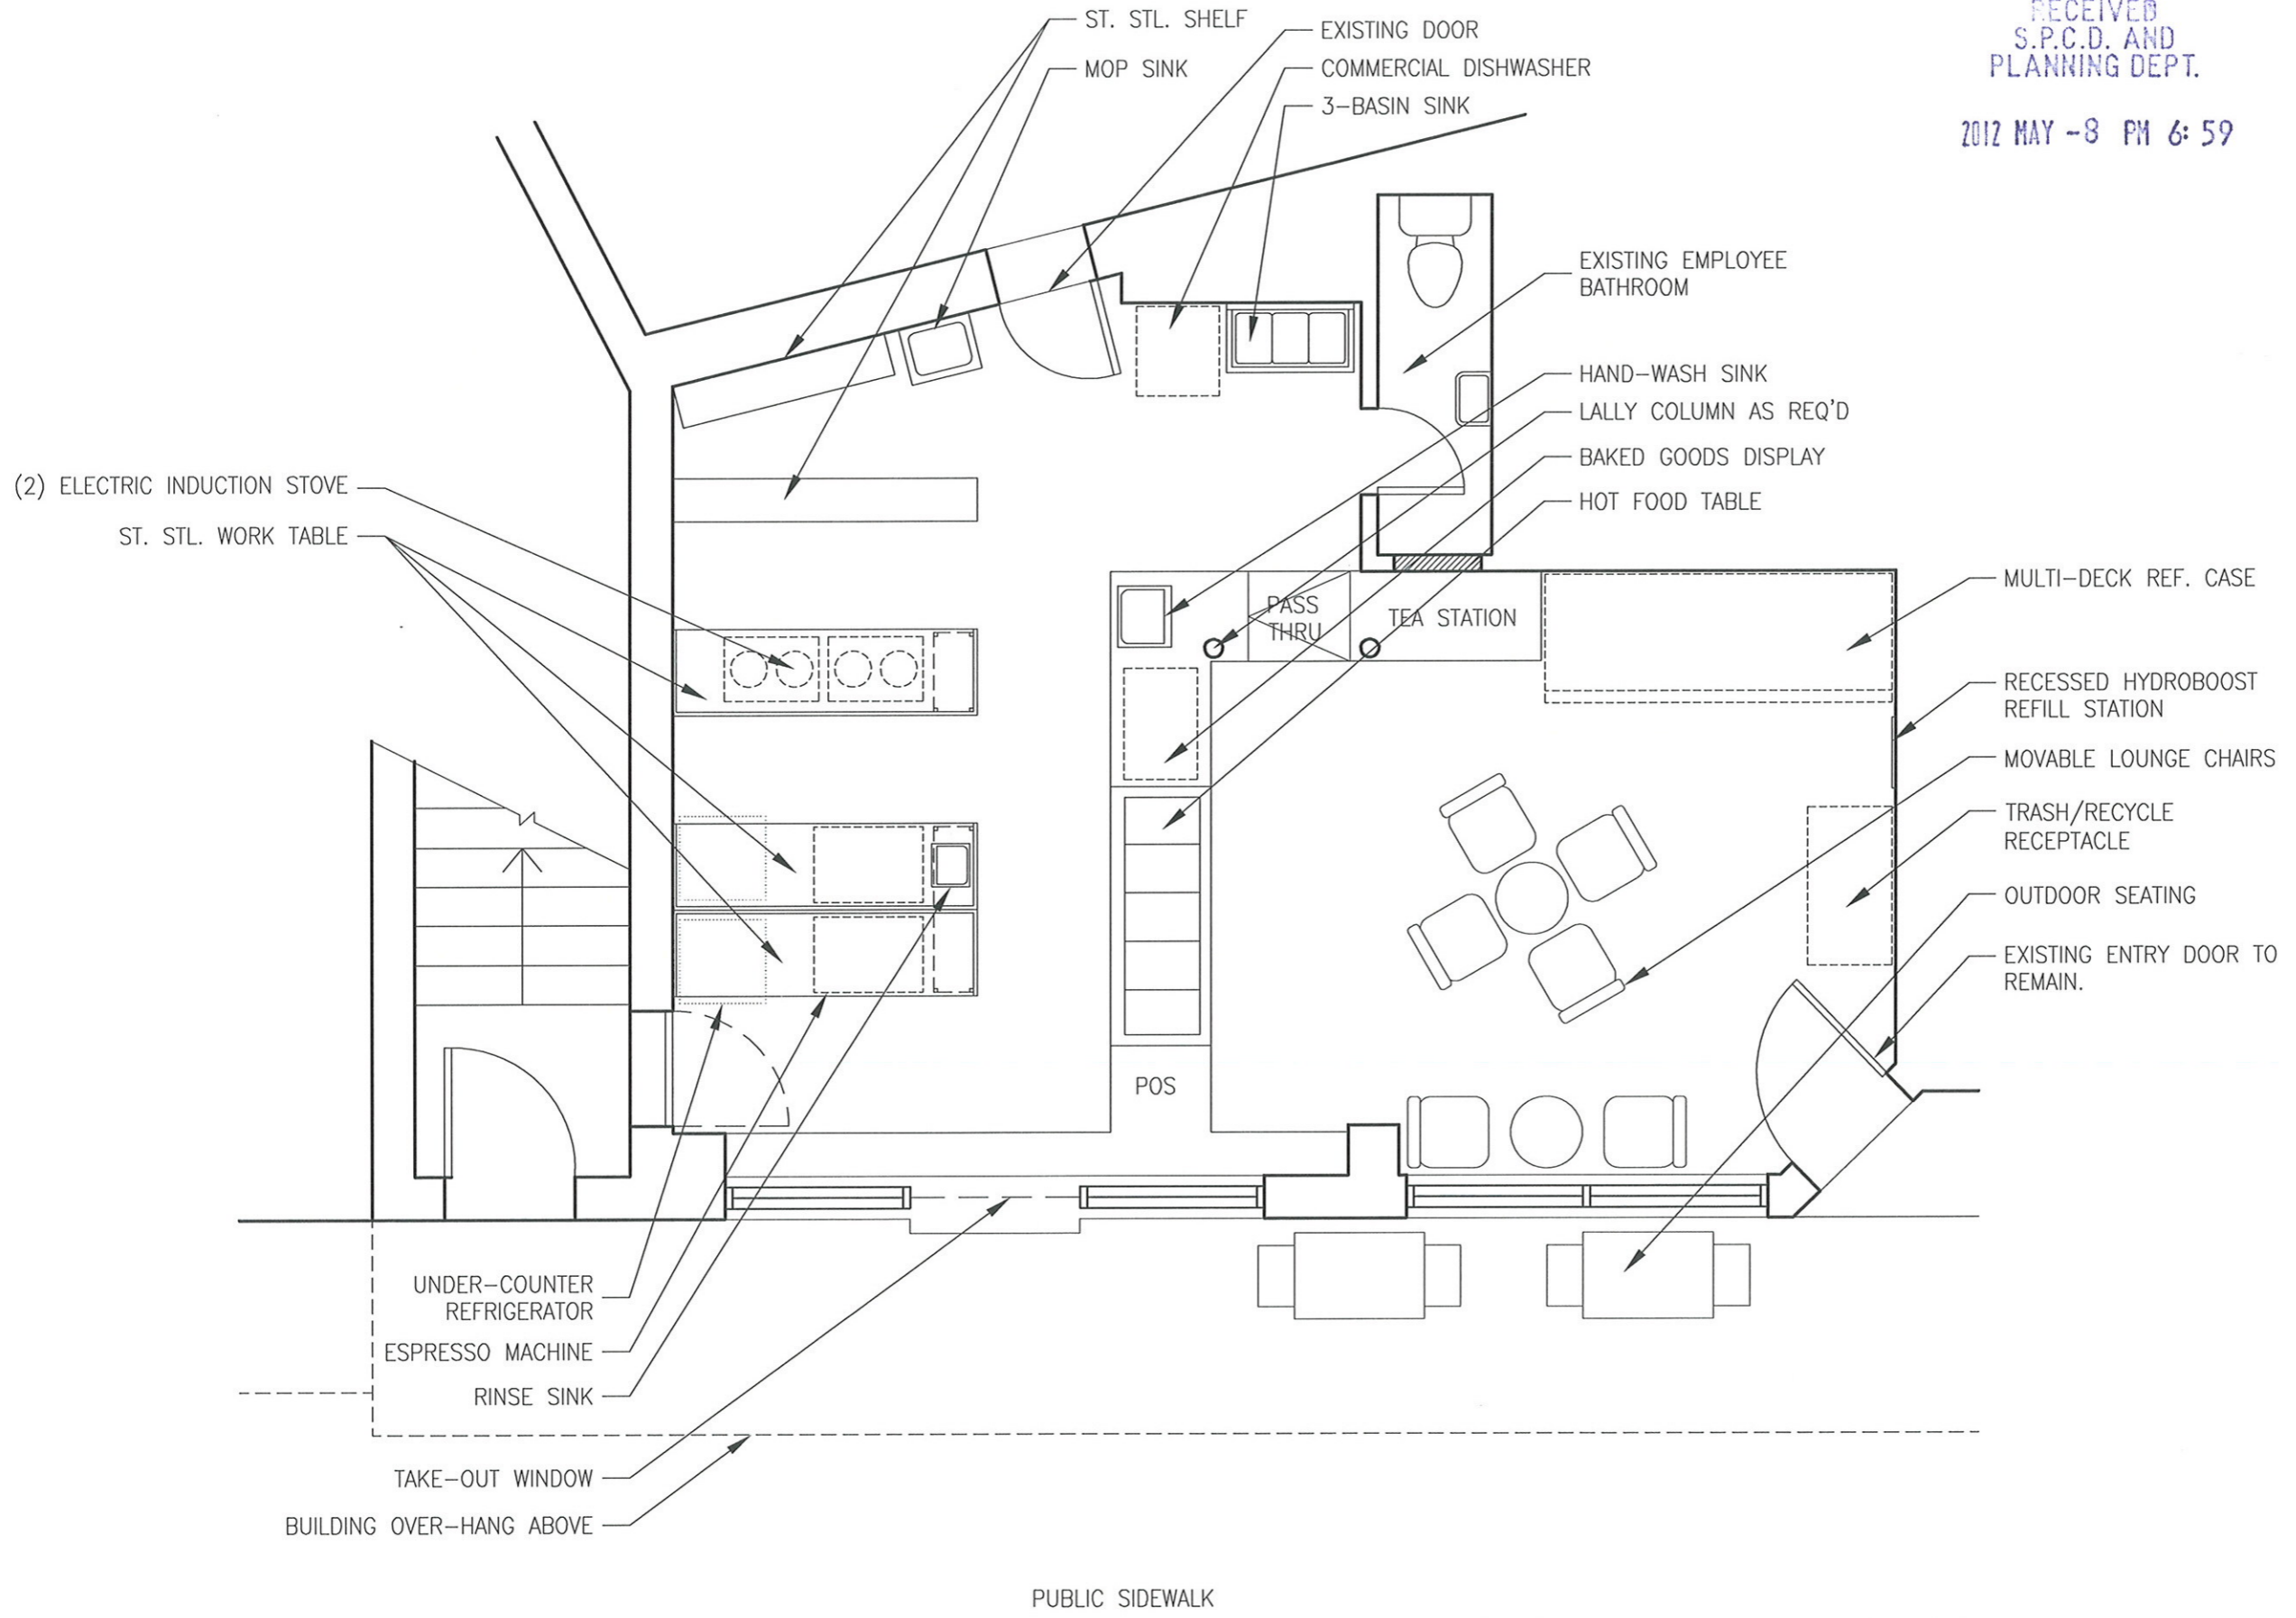 RECEIVED
S.P.C.D. AND
PLANNING DEPT.
2012 MAY -8 PM 6: 59
ST. STL. SHELF
MOP SINK
EXISTING DOOR
COMMERCIAL DISHWASHER
3-BASIN SINK
EXISTING EMPLOYEE
BATHROOM
HAND-WASH SINK
LALLY COLUMN AS REQ'D
BAKED GOODS DISPLAY
HOT FOOD TABLE
(2) ELECTRIC INDUCTION STOVE
ST. STL. WORK TABLE
PASS
THRU
TEA STATION
MULTI-DECK REF. CASE
RECESSED HYDROBOOST
REFILL STATION
MOVABLE LOUNGE CHAIRS
TRASH/RECYCLE
RECEPTACLE
OUTDOOR SEATING
EXISTING ENTRY DOOR TO
REMAIN.
POS
UNDER-COUNTER
REFRIGERATOR
ESPRESSO MACHINE
RINSE SINK
TAKE-OUT WINDOW
BUILDING OVER-HANG ABOVE
PUBLIC SIDEWALK